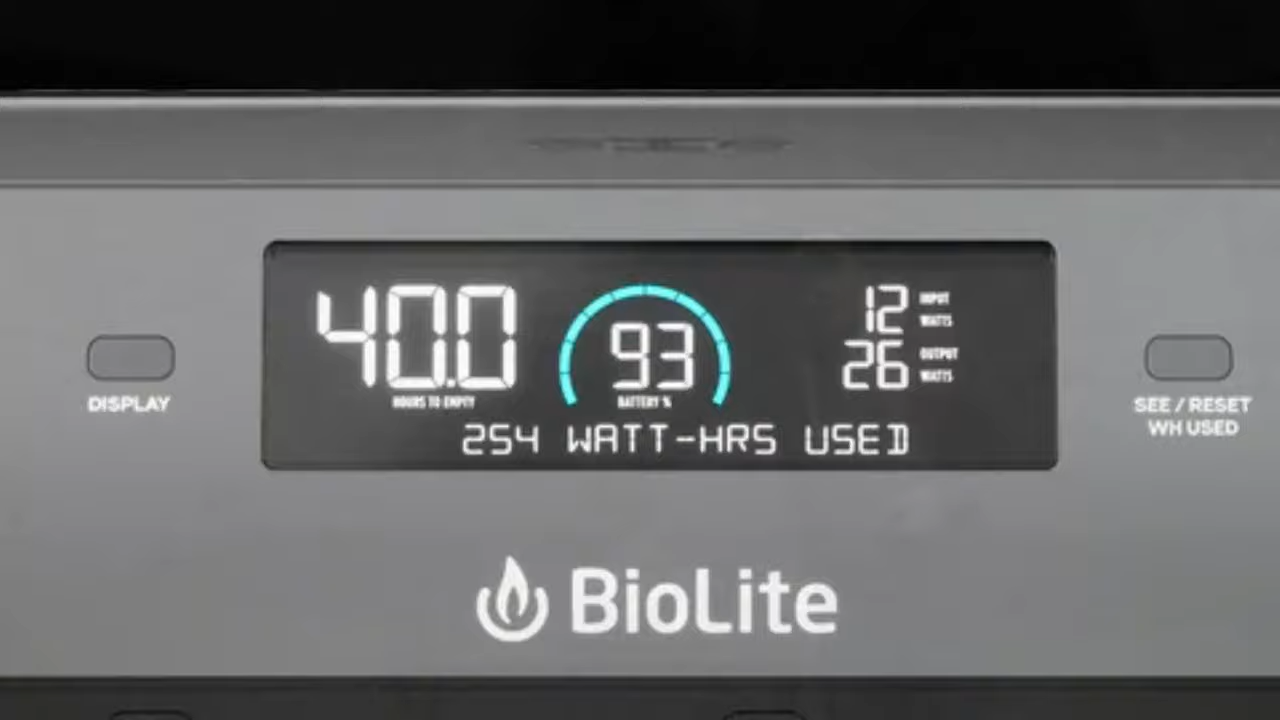 40.0
HOURS TO EMPTY
93
BATTERY %
12 INPUT WATTS
26 OUTPUT WATTS
254 WATT-HRS USED
DISPLAY
SEE / RESET
WH USED
BioLite